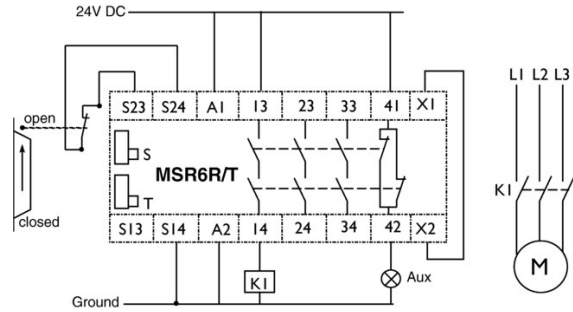 24V DC
S23 S24 A1 13 23 33 41 X1
L1 L2 L3
open
S
MSR6R/T
T
K1
closed
S13 S14 A2 14 24 34 42 X2
K1
Aux
M
Ground